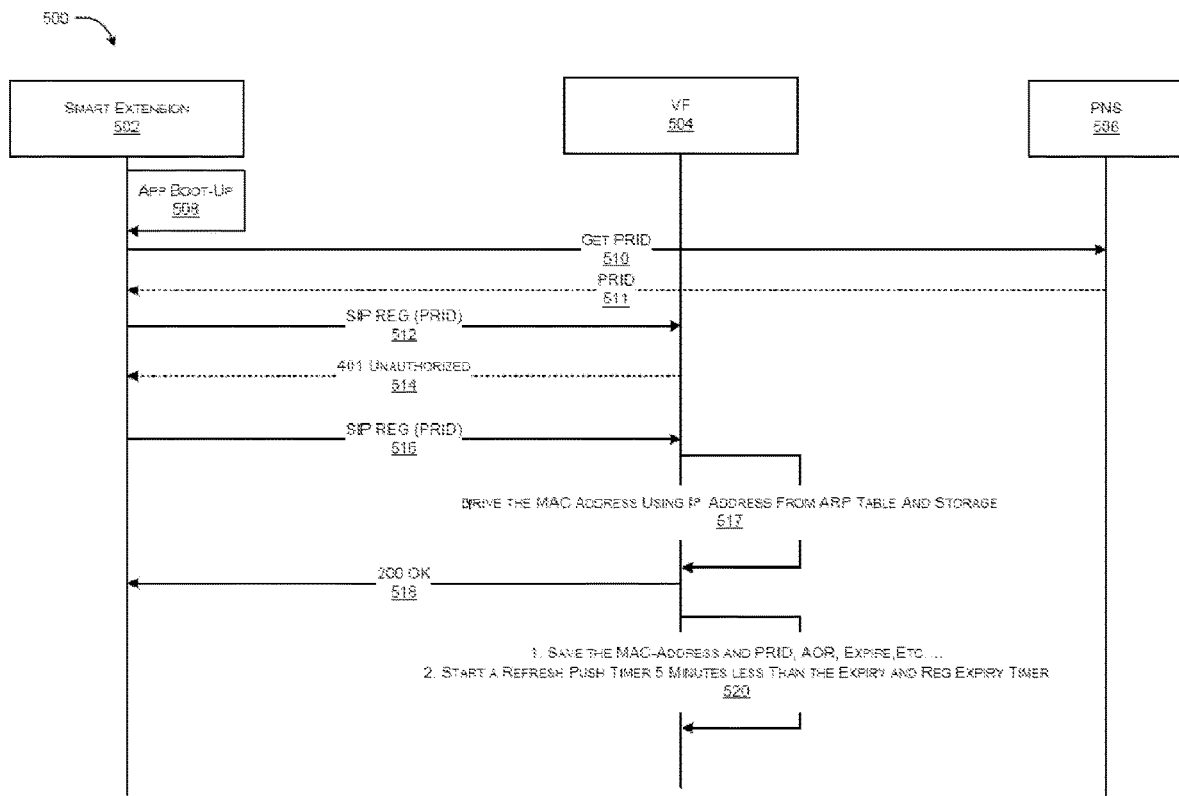 500
SMART EXTENSION
502
VF
504
PNS
506
APP BOOT-UP
508
GET PRID
510
PRID
511
SIP REG (PRID)
512
401 UNAUTHORIZED
514
SIP REG (PRID)
516
DRIVE THE MAC ADDRESS USING IP ADDRESS FROM ARP TABLE AND STORAGE
517
200 OK
518
1. SAVE THE MAC-ADDRESS AND PRID, AOR, EXPIRE,ETC....
2. START A REFRESH PUSH TIMER 5 MINUTES LESS THAN THE EXPIRY AND REG EXPIRY TIMER
520